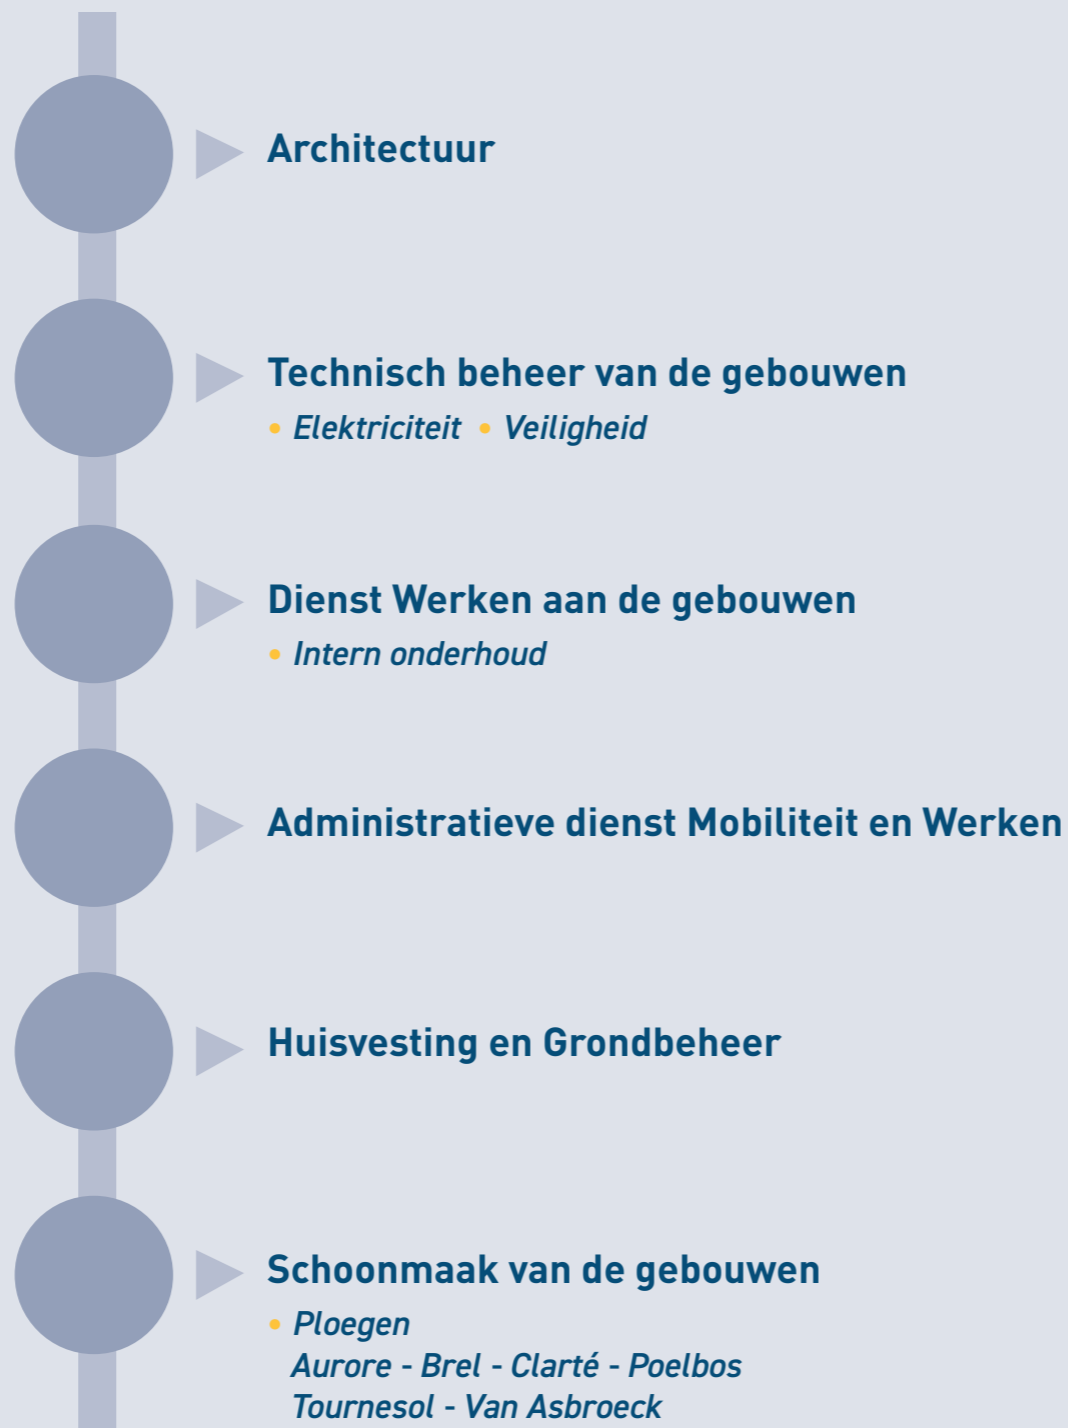 Architectuur
Technisch beheer van de gebouwen
• Elektriciteit • Veiligheid
Dienst Werken aan de gebouwen
• Intern onderhoud
Administratieve dienst Mobiliteit en Werken
Huisvesting en Grondbeheer
Schoonmaak van de gebouwen
• Ploegen
Aurore - Brel - Clarté - Poelbos
Tournesol - Van Asbroeck